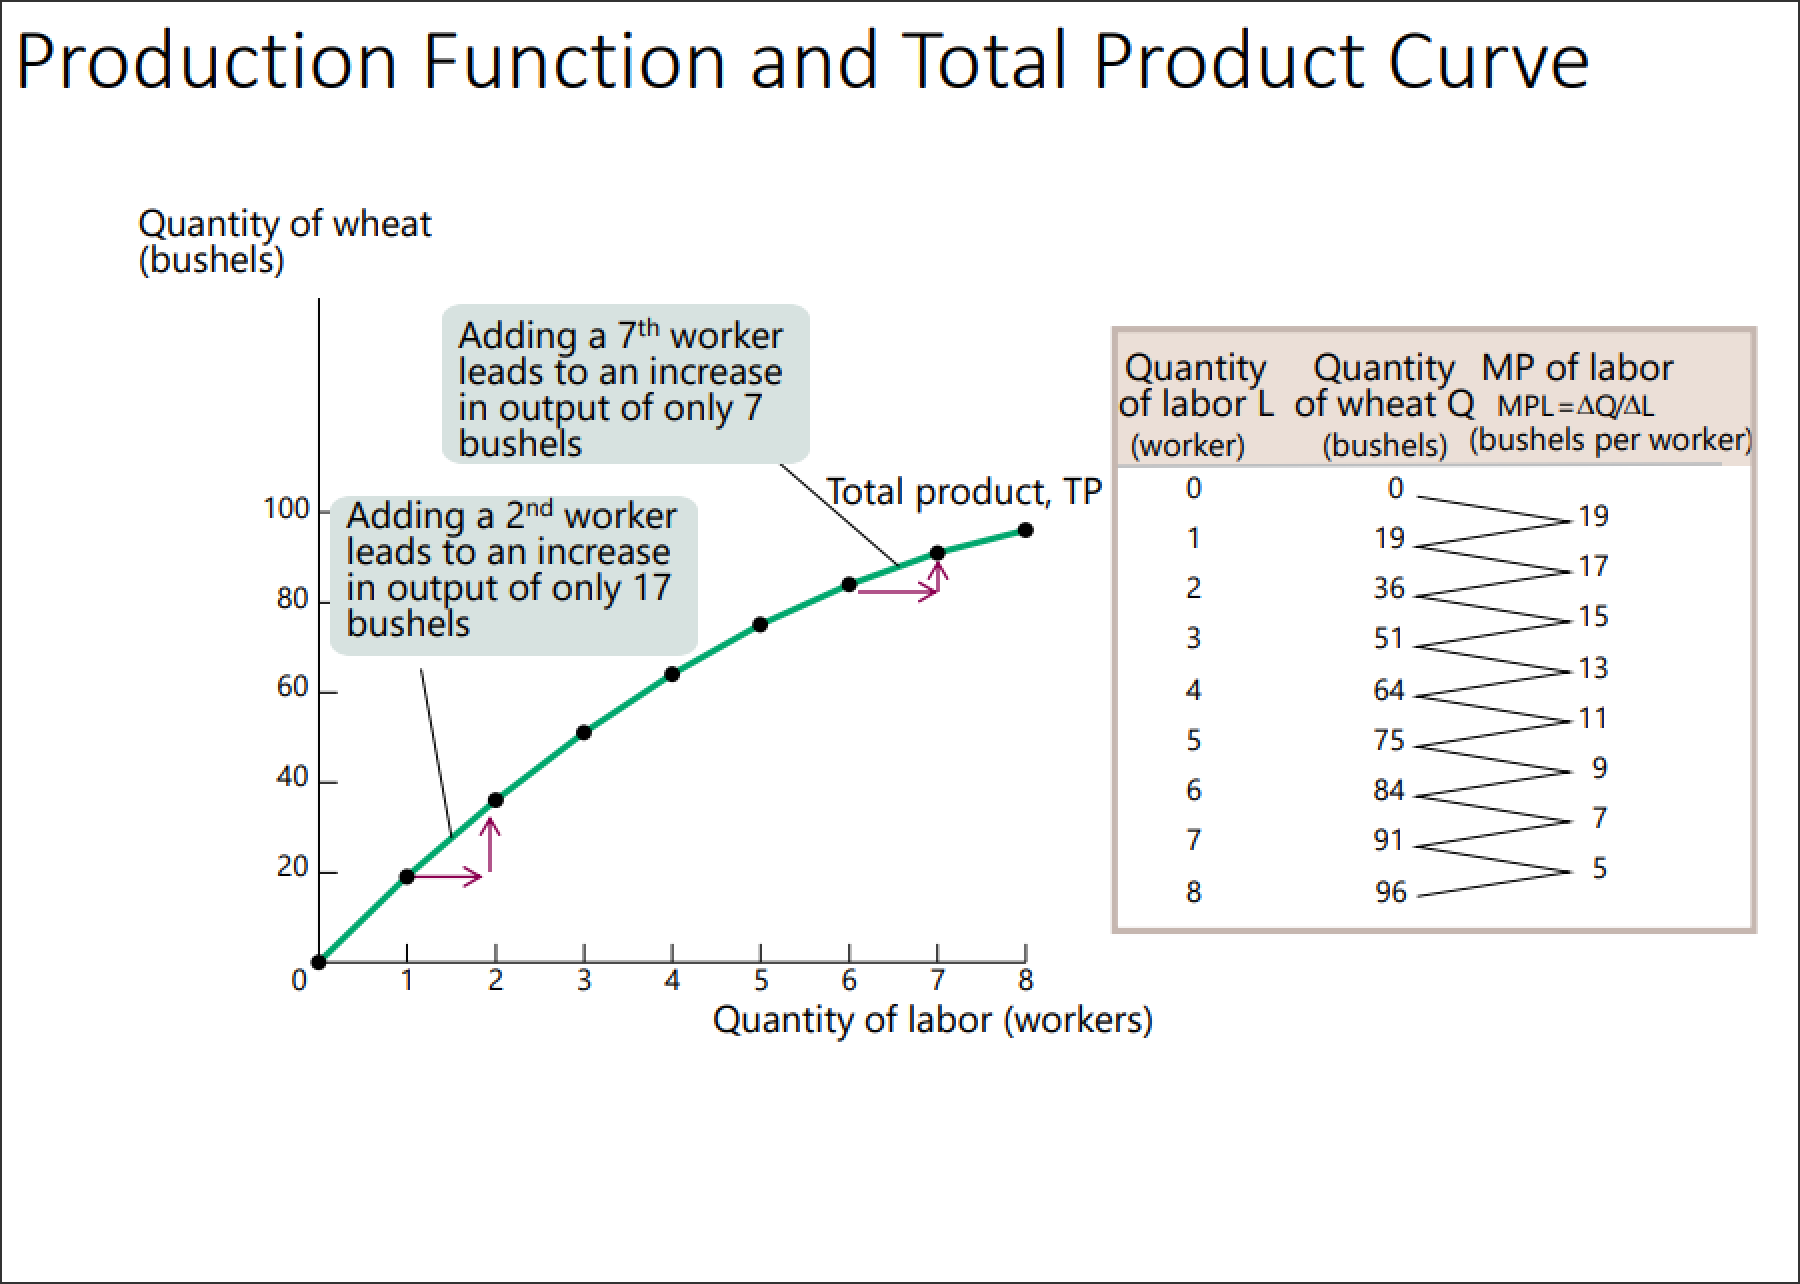 Production Function and Total Product Curve
Quantity of wheat
(bushels)
Adding a 7th worker
leads to an increase
in output of only 7
bushels
Total product, TP
Adding a 2nd worker
leads to an increase
in output of only 17
bushels
100
80
60
40
20
0
1 2 3 4 5 6 7 8
Quantity of labor (workers)
Quantity Quantity MP of labor
of labor L of wheat Q MPL=ΔQ/ΔL
(worker) (bushels) (bushels per worker)
0 0
19
1 19
17
2 36
15
3 51
13
4 64
11
5 75
9
6 84
7
7 91
5
8 96